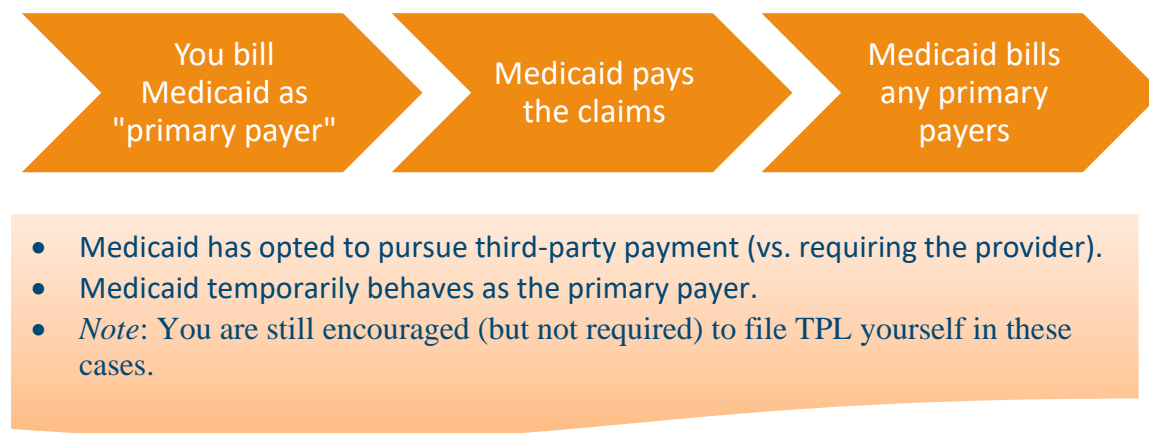 You bill
Medicaid as
"primary payer"
Medicaid pays
the claims
Medicaid bills
any primary
payers
• Medicaid has opted to pursue third-party payment (vs. requiring the provider).
• Medicaid temporarily behaves as the primary payer.
• Note: You are still encouraged (but not required) to file TPL yourself in these
cases.